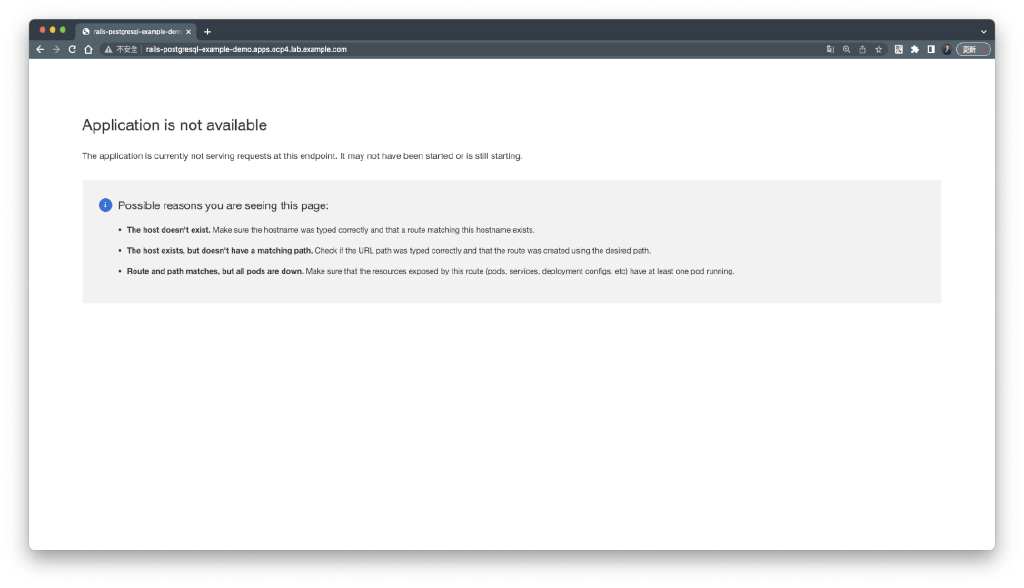 rails-postgresql-example-dem
不安全
rails-postgresql-example-demo.apps.ocp4.lab.example.com
更新
Application is not available
The application is currently not serving requests at this endpoint. It may not have been started or is still starting.
Possible reasons you are seeing this page:
• The host doesn't exist. Make sure the hostname was typed correctly and that a route matching this hostname exists.
• The host exists, but doesn't have a matching path. Check if the URL path was typed correctly and that the route was created using the desired path.
• Route and path matches, but all pods are down. Make sure that the resources exposed by this route (pods, services, deployment configs, etc) have at least one pod running.